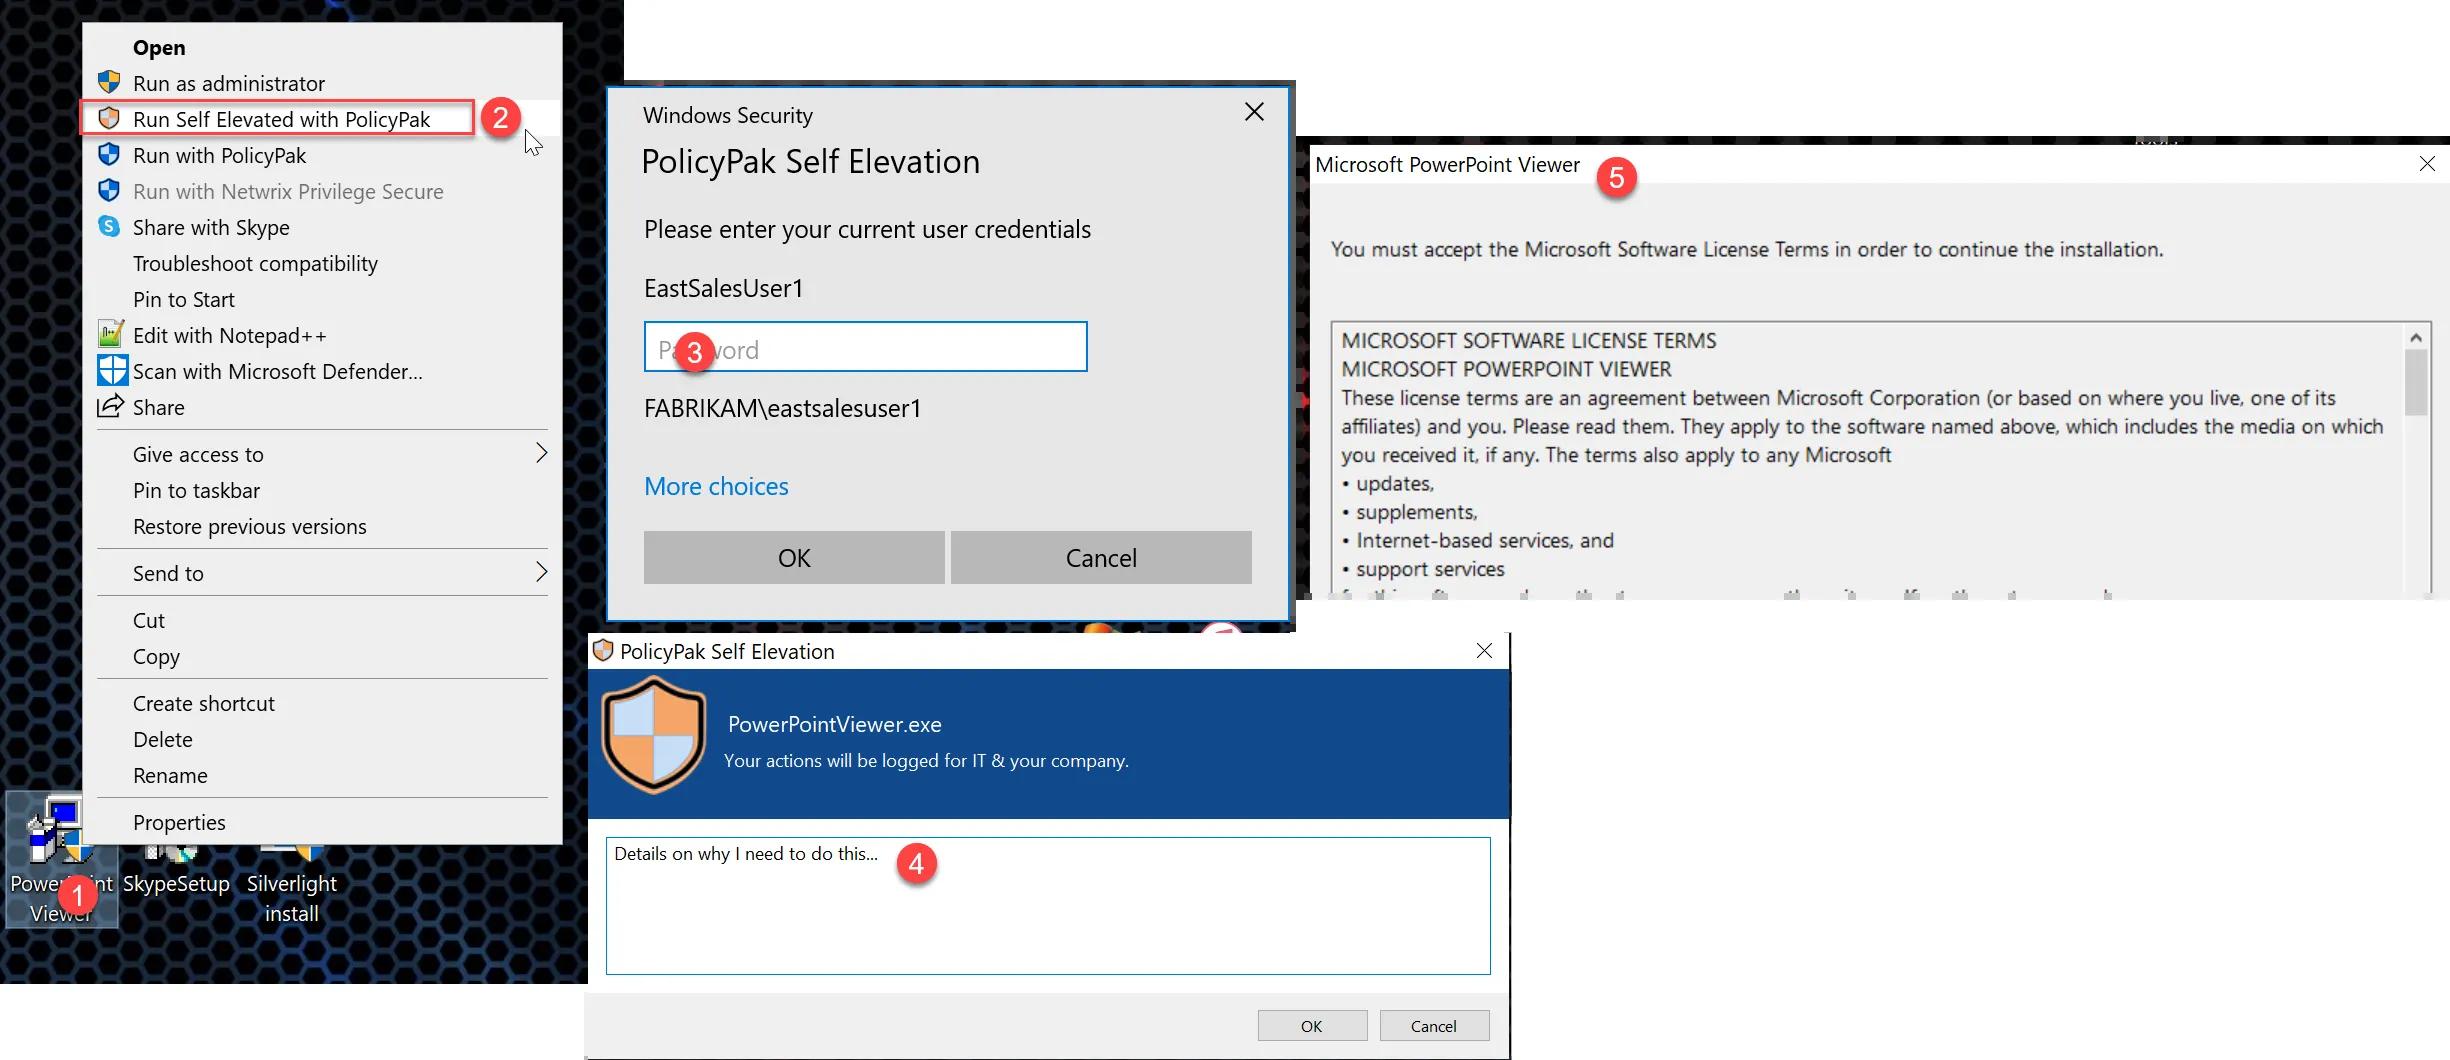 Open
Run as administrator
Run Self Elevated with PolicyPak
2
Run with PolicyPak
Run with Netwrix Privilege Secure
Share with Skype
Troubleshoot compatibility
Pin to Start
Edit with Notepad++
Scan with Microsoft Defender...
Share
Give access to
Pin to taskbar
Restore previous versions
Send to
Cut
Copy
Create shortcut
Delete
Rename
Properties
1
Viewer
SkypeSetup
Silverlight
install
Windows Security
PolicyPak Self Elevation
Please enter your current user credentials
EastSalesUser1
3
FABRIKAM\eastsalesuser1
More choices
OK
Cancel
PolicyPak Self Elevation
PowerPointViewer.exe
Your actions will be logged for IT & your company.
Details on why I need to do this...
4
OK
Cancel
Microsoft PowerPoint Viewer
5
You must accept the Microsoft Software License Terms in order to continue the installation.
MICROSOFT SOFTWARE LICENSE TERMS
MICROSOFT POWERPOINT VIEWER
These license terms are an agreement between Microsoft Corporation (or based on where you live, one of its
affiliates) and you. Please read them. They apply to the software named above, which includes the media on which
you received it, if any. The terms also apply to any Microsoft
• updates,
• supplements,
• Internet-based services, and
• support services